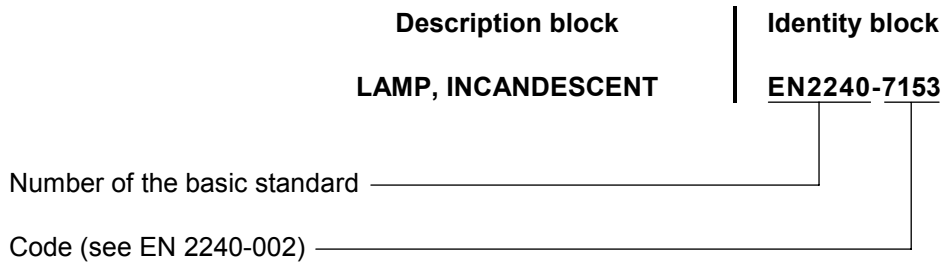 Description block Identity block
LAMP, INCANDESCENT EN2240-7153
Number of the basic standard
Code (see EN 2240-002)